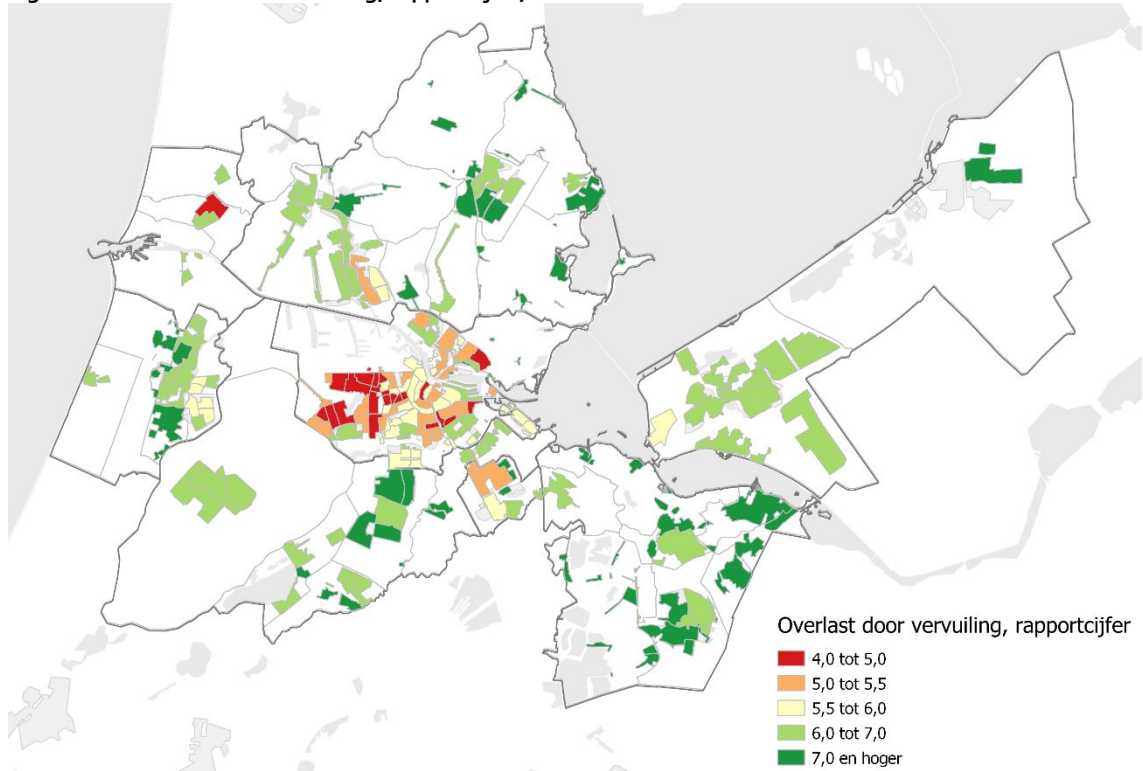 Overlast door vervuiling, rapportcijfer
4,0 tot 5,0
5,0 tot 5,5
5,5 tot 6,0
6,0 tot 7,0
7,0 en hoger